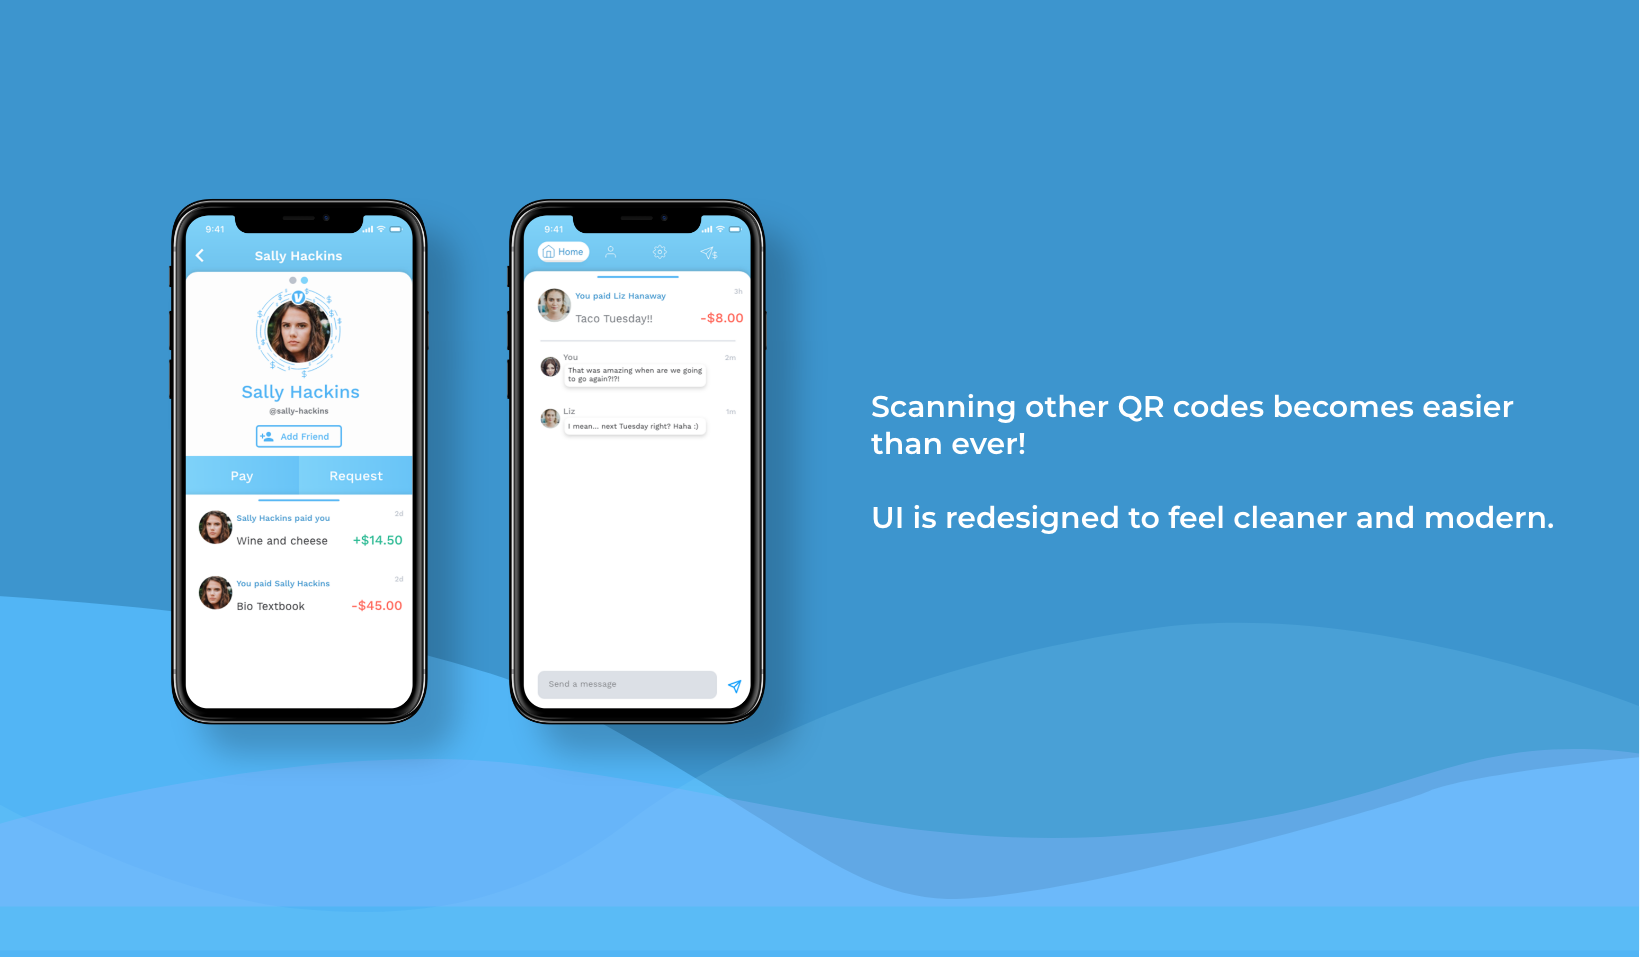 9:41
Sally Hackins
Sally Hackins
@sally-hackins
Add Friend
Pay
Request
Sally Hackins paid you
2d
Wine and cheese
+$14.50
You paid Sally Hackins
2d
Bio Textbook
-$45.00
9:41
Home
$
You paid Liz Hanaway
3h
Taco Tuesday!!
-$8.00
You
2m
That was amazing when are we going
to go again?!?!
Liz
1m
I mean... next Tuesday right? Haha :)
Send a message
Scanning other QR codes becomes easier
than ever!
UI is redesigned to feel cleaner and modern.